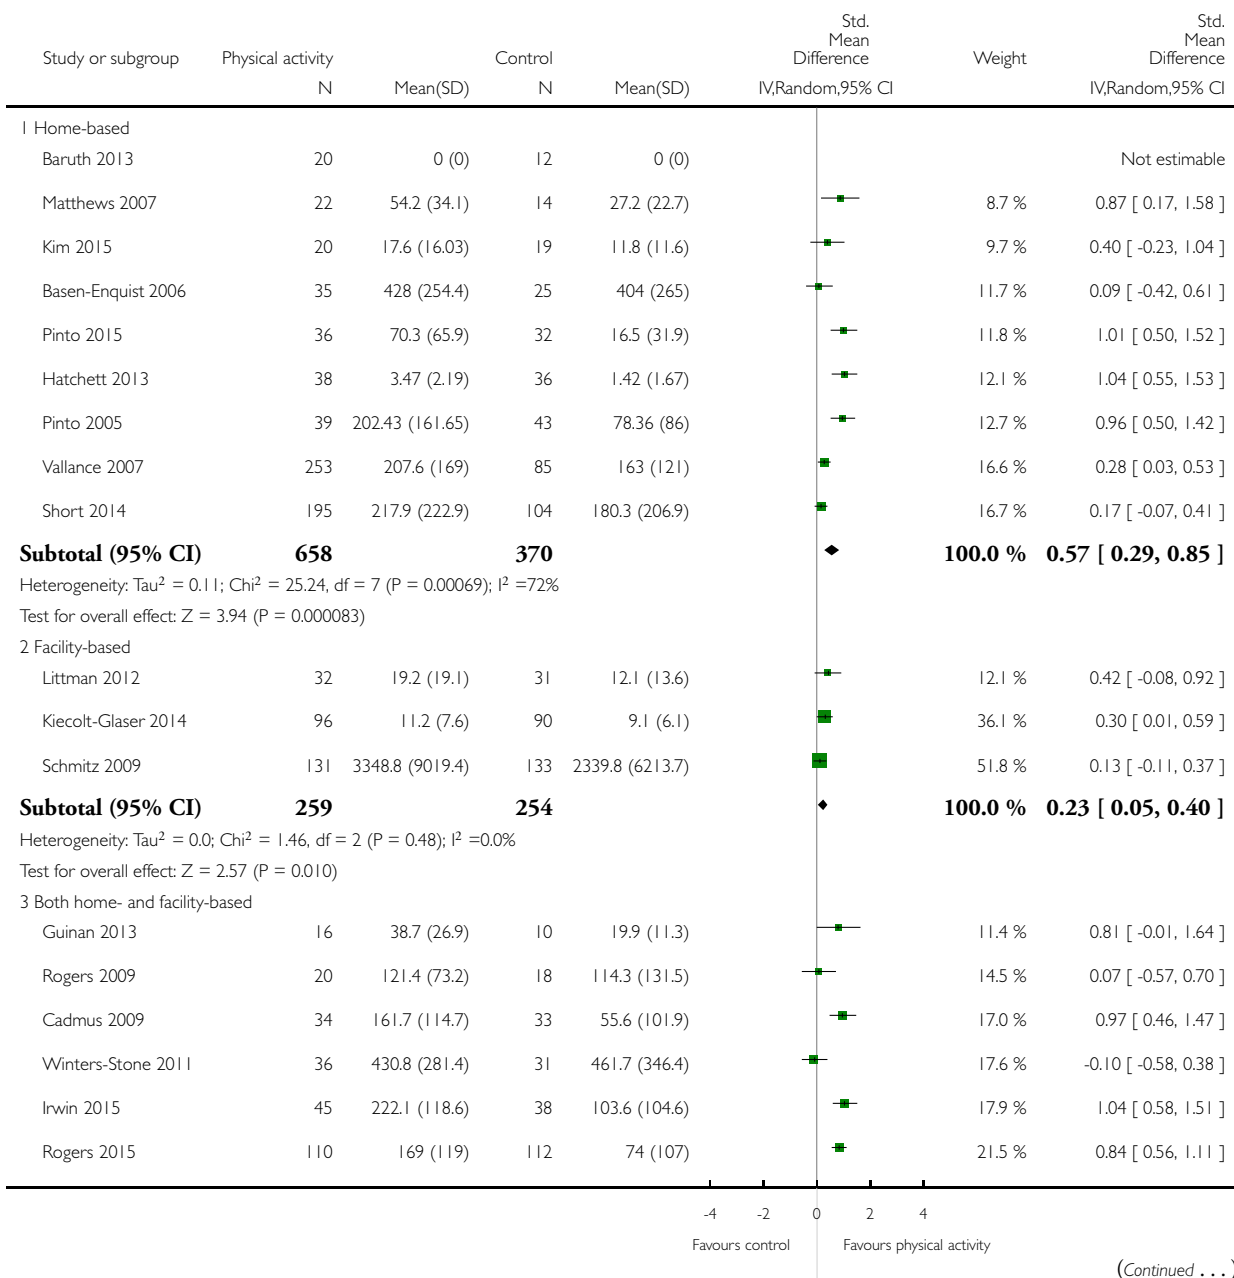 Study or subgroup Physical activity Control Std. Mean Difference Weight Std. Mean Difference
N Mean(SD) N Mean(SD) IV,Random,95% CI IV,Random,95% CI
1 Home-based
Baruth 2013 20 0 (0) 12 0 (0) Not estimable
Matthews 2007 22 54.2 (34.1) 14 27.2 (22.7) 8.7 % 0.87 [ 0.17, 1.58 ]
Kim 2015 20 17.6 (16.03) 19 11.8 (11.6) 9.7 % 0.40 [ -0.23, 1.04 ]
Basen-Enquist 2006 35 428 (254.4) 25 404 (265) 11.7 % 0.09 [ -0.42, 0.61 ]
Pinto 2015 36 70.3 (65.9) 32 16.5 (31.9) 11.8 % 1.01 [ 0.50, 1.52 ]
Hatchett 2013 38 3.47 (2.19) 36 1.42 (1.67) 12.1 % 1.04 [ 0.55, 1.53 ]
Pinto 2005 39 202.43 (161.65) 43 78.36 (86) 12.7 % 0.96 [ 0.50, 1.42 ]
Vallance 2007 253 207.6 (169) 85 163 (121) 16.6 % 0.28 [ 0.03, 0.53 ]
Short 2014 195 217.9 (222.9) 104 180.3 (206.9) 16.7 % 0.17 [ -0.07, 0.41 ]
Subtotal (95% CI) 658 370 100.0 % 0.57 [ 0.29, 0.85 ]
Heterogeneity: Tau² = 0.11; Chi² = 25.24, df = 7 (P = 0.00069); I² =72%
Test for overall effect: Z = 3.94 (P = 0.000083)
2 Facility-based
Littman 2012 32 19.2 (19.1) 31 12.1 (13.6) 12.1 % 0.42 [ -0.08, 0.92 ]
Kiecolt-Glaser 2014 96 11.2 (7.6) 90 9.1 (6.1) 36.1 % 0.30 [ 0.01, 0.59 ]
Schmitz 2009 131 3348.8 (9019.4) 133 2339.8 (6213.7) 51.8 % 0.13 [ -0.11, 0.37 ]
Subtotal (95% CI) 259 254 100.0 % 0.23 [ 0.05, 0.40 ]
Heterogeneity: Tau² = 0.0; Chi² = 1.46, df = 2 (P = 0.48); I² =0.0%
Test for overall effect: Z = 2.57 (P = 0.010)
3 Both home- and facility-based
Guinan 2013 16 38.7 (26.9) 10 19.9 (11.3) 11.4 % 0.81 [ -0.01, 1.64 ]
Rogers 2009 20 121.4 (73.2) 18 114.3 (131.5) 14.5 % 0.07 [ -0.57, 0.70 ]
Cadmus 2009 34 161.7 (114.7) 33 55.6 (101.9) 17.0 % 0.97 [ 0.46, 1.47 ]
Winters-Stone 2011 36 430.8 (281.4) 31 461.7 (346.4) 17.6 % -0.10 [ -0.58, 0.38 ]
Irwin 2015 45 222.1 (118.6) 38 103.6 (104.6) 17.9 % 1.04 [ 0.58, 1.51 ]
Rogers 2015 110 169 (119) 112 74 (107) 21.5 % 0.84 [ 0.56, 1.11 ]
-4 -2 0 2 4
Favours control Favours physical activity
(Continued . . . )